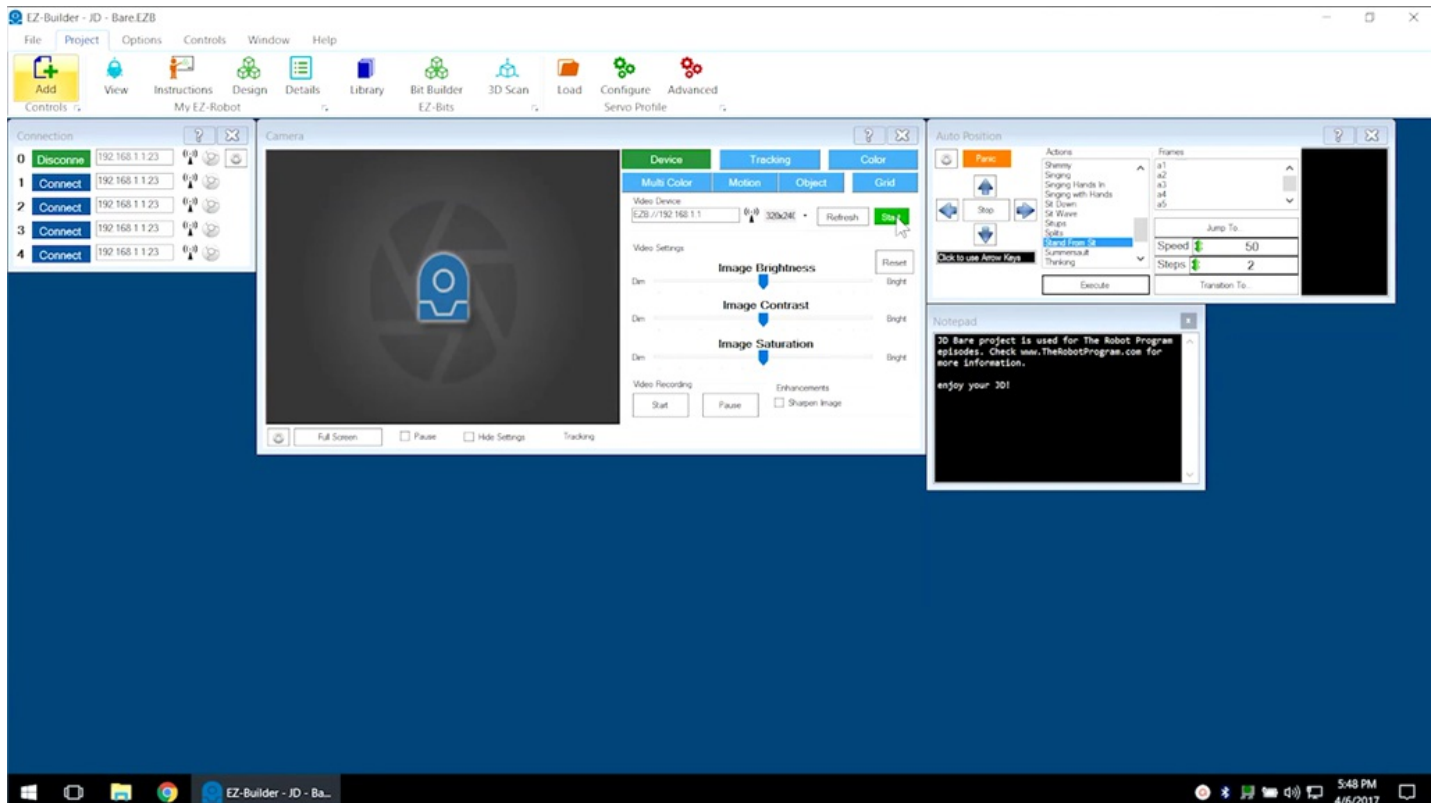 EZ-Builder - JD - Bare.EZB
File Project Options Controls Window Help
Add View Instructions Design Details Library Bit Builder 3D Scan Load Configure Advanced
Controls My EZ-Robot EZ-Bits Servo Profile
Connection
0 Disconne 192.168.1.1:23
1 Connect 192.168.1.1:23
2 Connect 192.168.1.1:23
3 Connect 192.168.1.1:23
4 Connect 192.168.1.1:23
Camera
Device Tracking Color
Multi Color Motion Object Grid
Video Device
EZB://192.168.1.1 Refresh
Video Settings
Reset
Image Brightness
Dim Bright
Image Contrast
Dim Bright
Image Saturation
Dim Bright
Video Recording
Enhancements
Start Pause Sharpen Image
Full Screen Pause Hide Settings Tracking
Auto Position
Panic
Stop
Click to use Arrow Keys
Actions
Shimmy
Singing
Singing Hands In
Singing with Hands
Sit Down
Sit Wave
Situps
Splits
Stand From Sit
Summersault
Thinking
Execute
Frames
a1
a2
a3
a4
a5
Jump To.
Speed 50
Steps 2
Transition To...
Notepad
JD Bare project is used for The Robot Program
episodes. Check www.TheRobotProgram.com for
more information.
enjoy your JD!
EZ-Builder - JD - Ba...
5:48 PM
4/6/2017